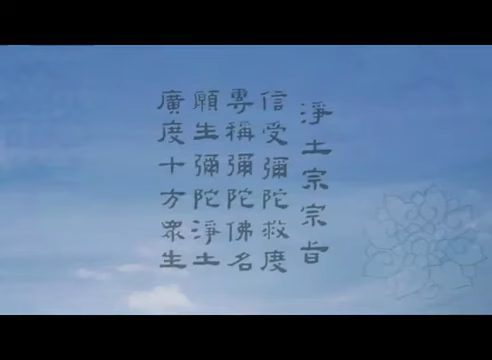 淨土宗宗旨
信受彌陀救度
專稱彌陀佛名
願生彌陀淨土
廣度十方眾生